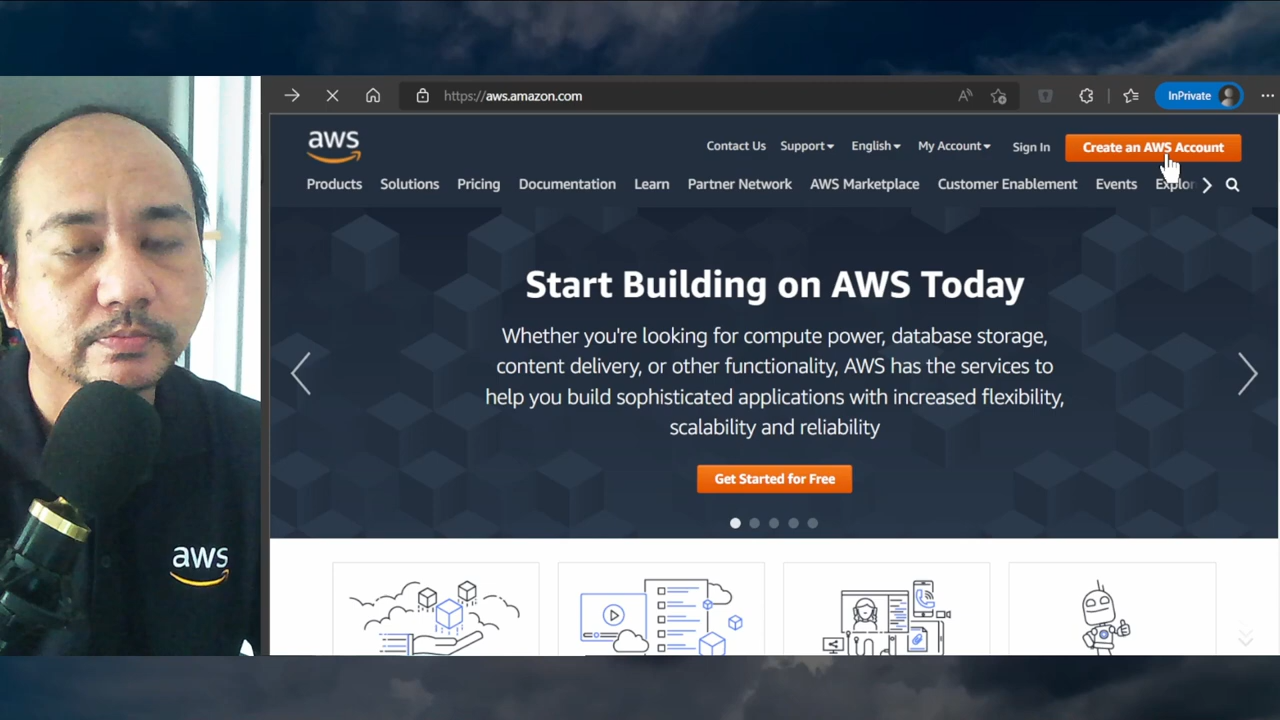 https://aws.amazon.com
InPrivate
aws
Contact Us Support English My Account Sign In Create an AWS Account
Products Solutions Pricing Documentation Learn Partner Network AWS Marketplace Customer Enablement Events Explor
Start Building on AWS Today
Whether you're looking for compute power, database storage,
content delivery, or other functionality, AWS has the services to
help you build sophisticated applications with increased flexibility,
scalability and reliability
Get Started for Free
aws